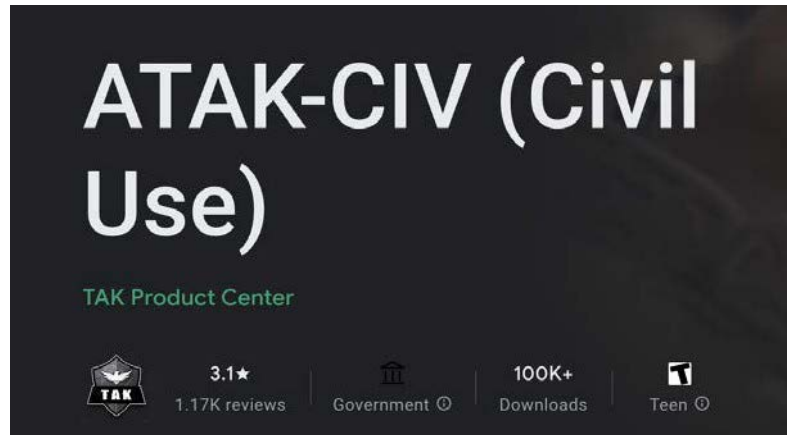 ATAK-CIV (Civil
Use)
TAK Product Center
TAK
3.1★
1.17K reviews
Government ⓘ
100K+
Downloads
T
Teen ⓘ